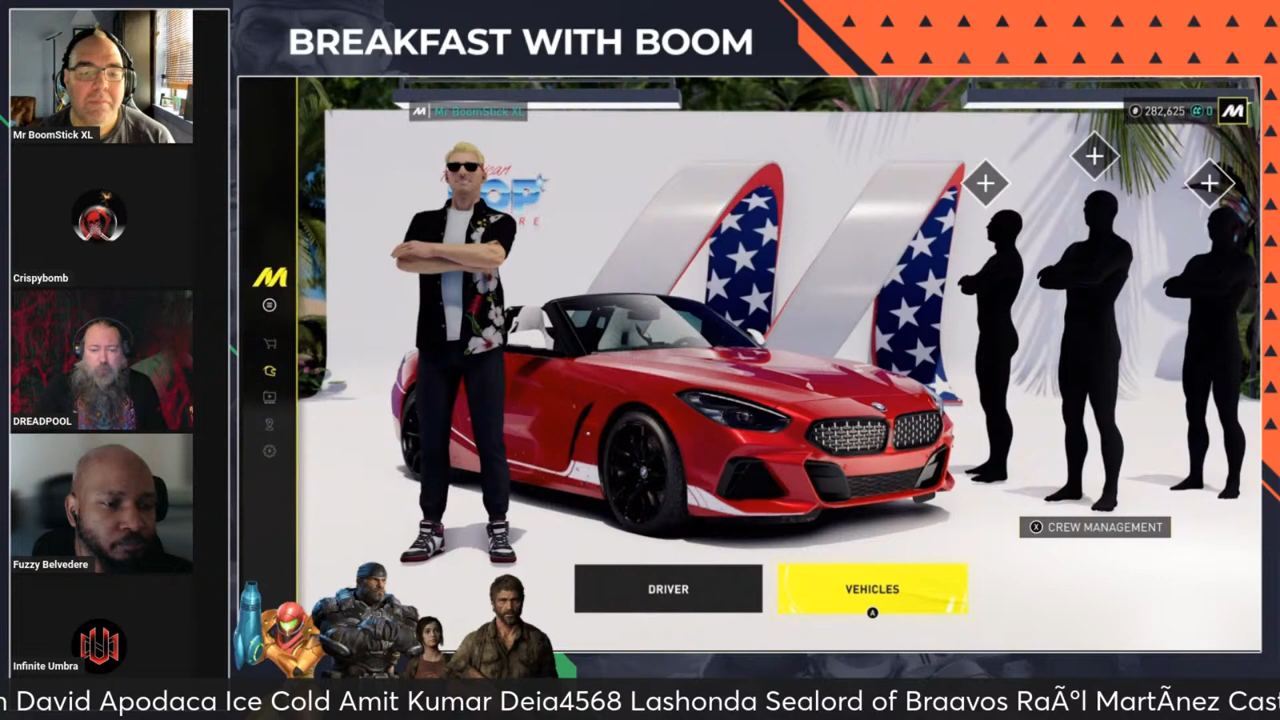 BREAKFAST WITH BOOM
Mr BoomStick XL
Crispybomb
DREADPOOL
Fuzzy Belvedere
Infinite Umbra
Mr BoomStick XL
282,625
0
CREW MANAGEMENT
X
DRIVER
VEHICLES
A
David Apodaca Ice Cold Amit Kumar Deia4568 Lashonda Sealord of Braavos RaÃºl MartÃnez